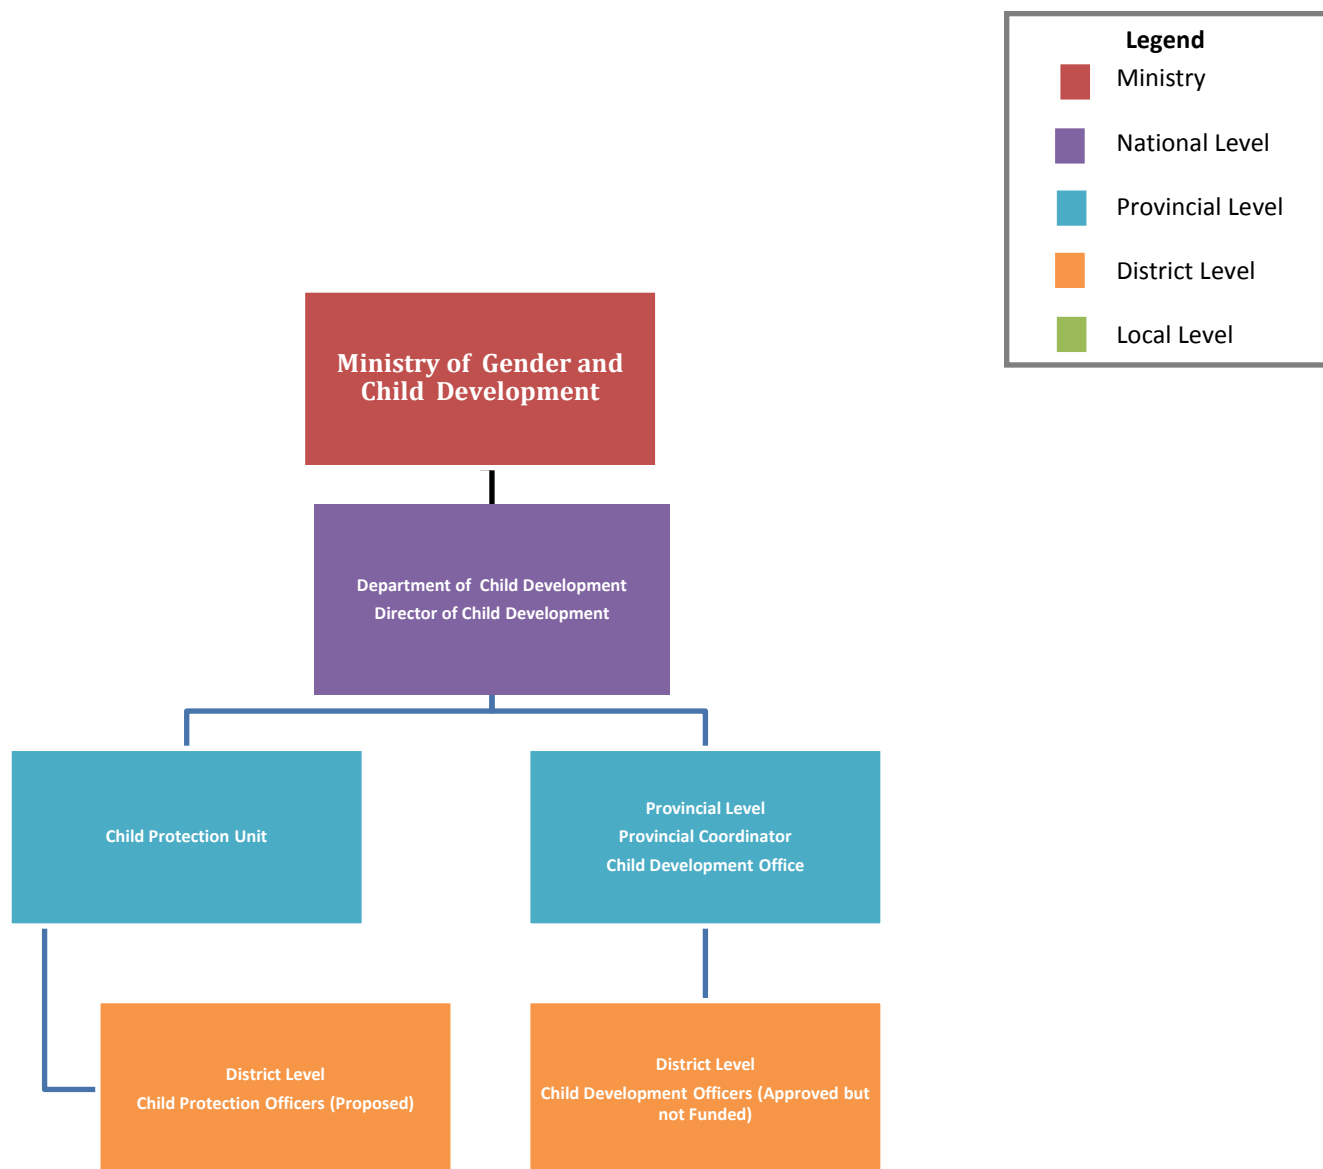 Legend
Ministry
National Level
Provincial Level
District Level
Local Level
Ministry of Gender and
Child Development
Department of Child Development
Director of Child Development
Child Protection Unit
Provincial Level
Provincial Coordinator
Child Development Office
District Level
Child Protection Officers (Proposed)
District Level
Child Development Officers (Approved but
not Funded)